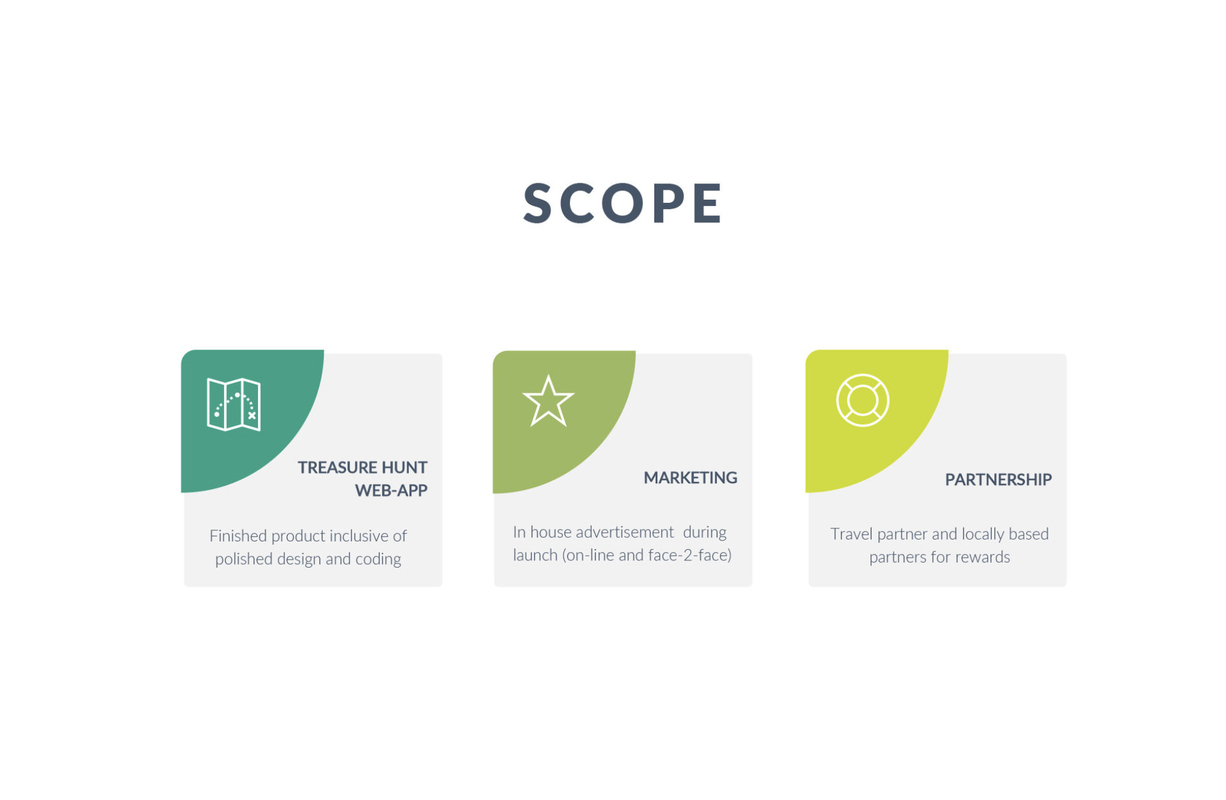 SCOPE
TREASURE HUNT
WEB-APP
Finished product inclusive of
polished design and coding
MARKETING
In house advertisement  during
launch (on-line and face-2-face)
PARTNERSHIP
Travel partner and locally based
partners for rewards